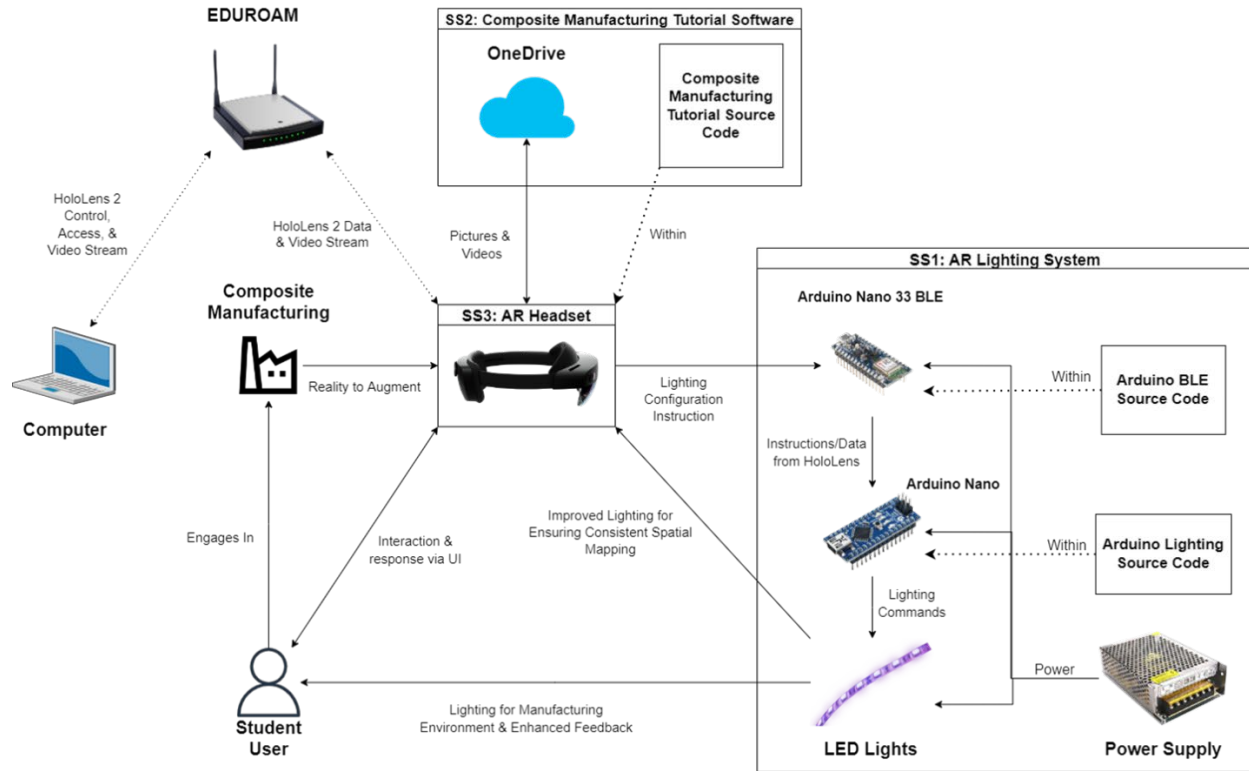 EDUROAM
SS2: Composite Manufacturing Tutorial Software
OneDrive
Composite
Manufacturing
Tutorial Source
Code
HoloLens 2
Control,
Access, &
Video Stream
HoloLens 2 Data
& Video Stream
Pictures &
Videos
Within
SS1: AR Lighting System
Composite
Manufacturing
SS3: AR Headset
Arduino Nano 33 BLE
Reality to Augment
Lighting
Configuration
Instruction
Within
Arduino BLE
Source Code
Computer
Instructions/Data
from HoloLens
Arduino Nano
Engages In
Interaction &
response via UI
Improved Lighting for
Ensuring Consistent Spatial
Mapping
Within
Arduino Lighting
Source Code
Lighting
Commands
Power
Lighting for Manufacturing
Environment & Enhanced Feedback
Student
User
LED Lights
Power Supply